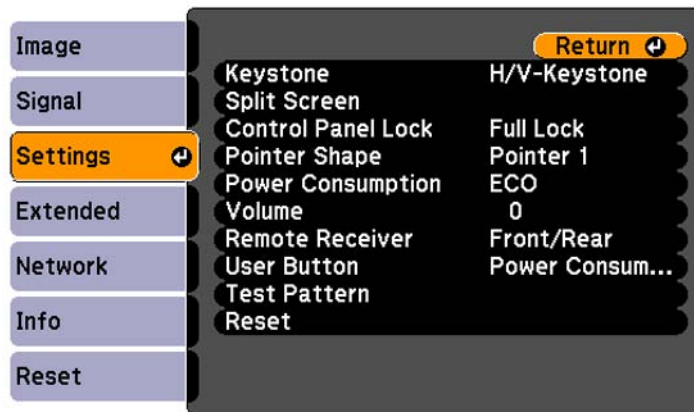 Image
Signal
Settings
Extended
Network
Info
Reset
Return
Keystone H/V-Keystone
Split Screen
Control Panel Lock Full Lock
Pointer Shape Pointer 1
Power Consumption ECO
Volume 0
Remote Receiver Front/Rear
User Button Power Consum...
Test Pattern
Reset